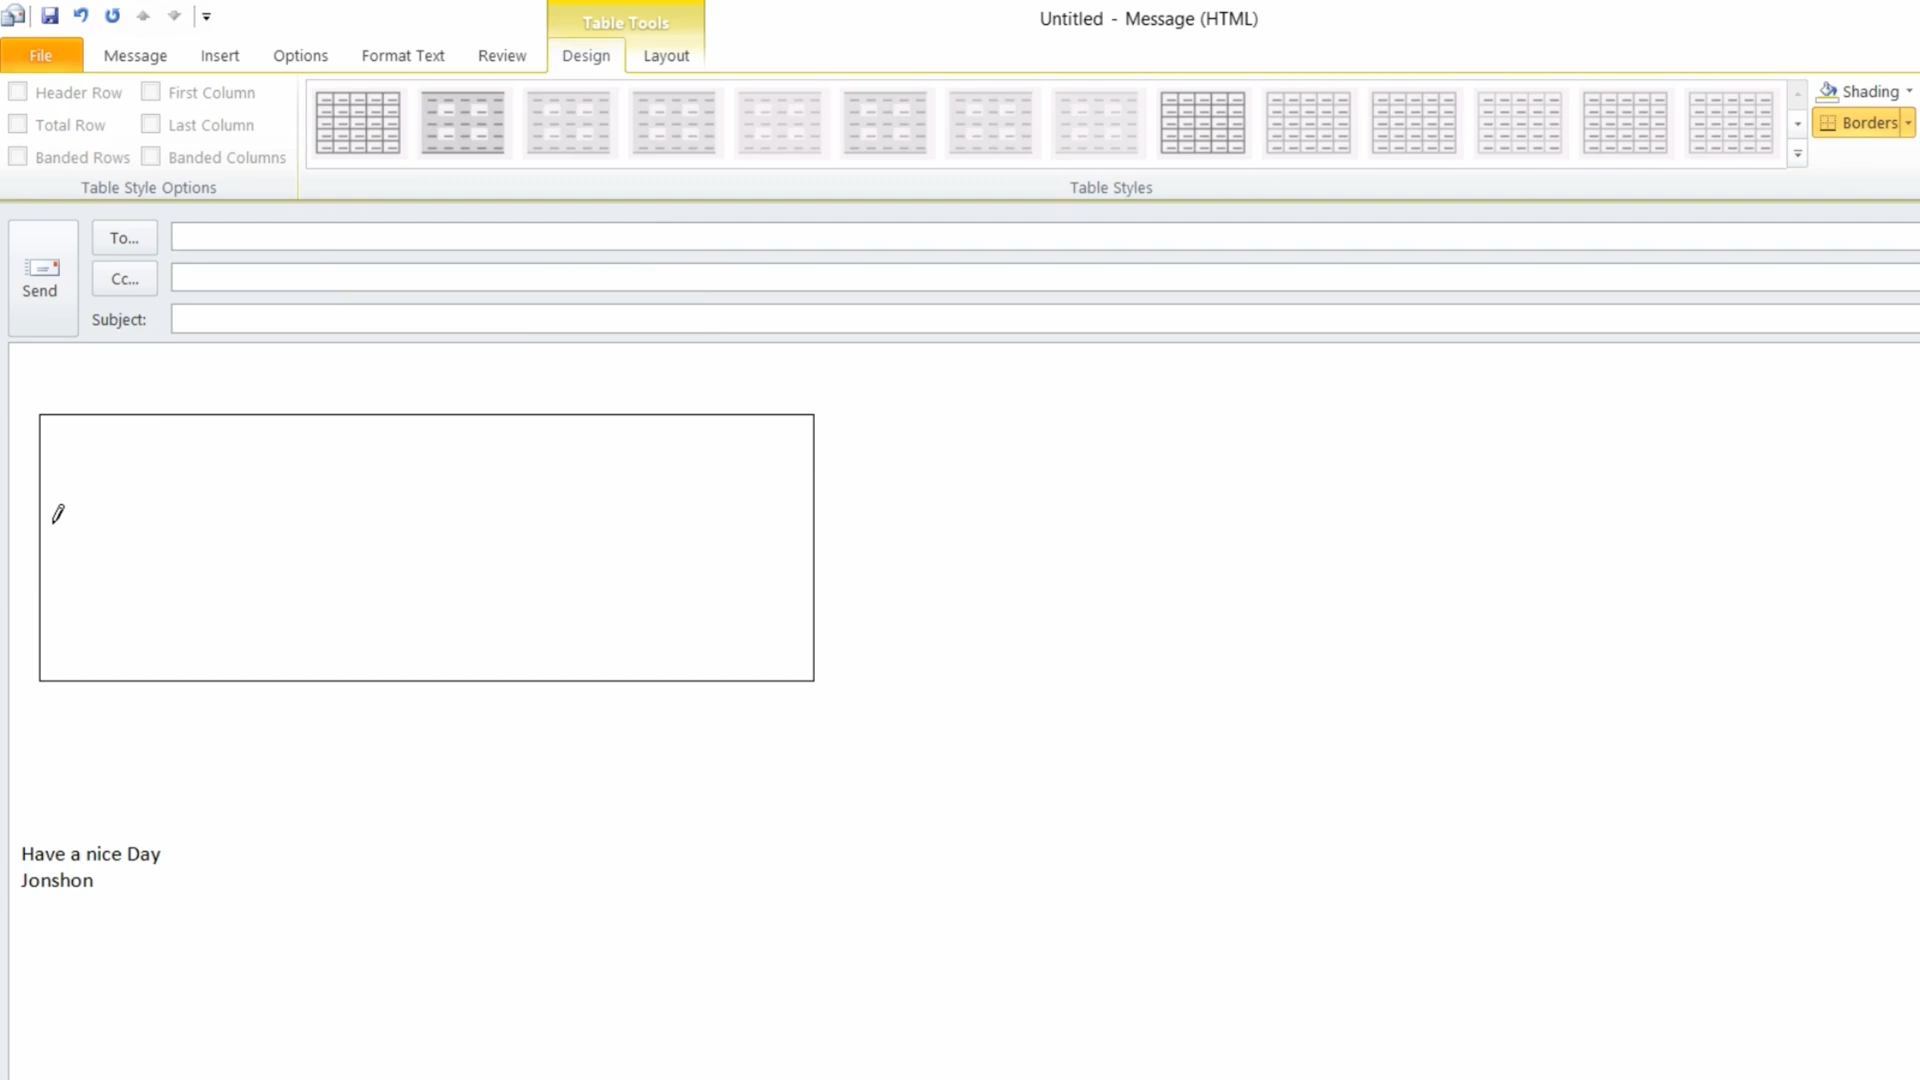 Table Tools
Untitled - Message (HTML)
File
Message
Insert
Options
Format Text
Review
Design
Layout
Header Row
First Column
Total Row
Last Column
Banded Rows
Banded Columns
Table Style Options
Table Styles
Shading
Borders
Send
To...
Cc...
Subject:
Have a nice Day
Jonshon